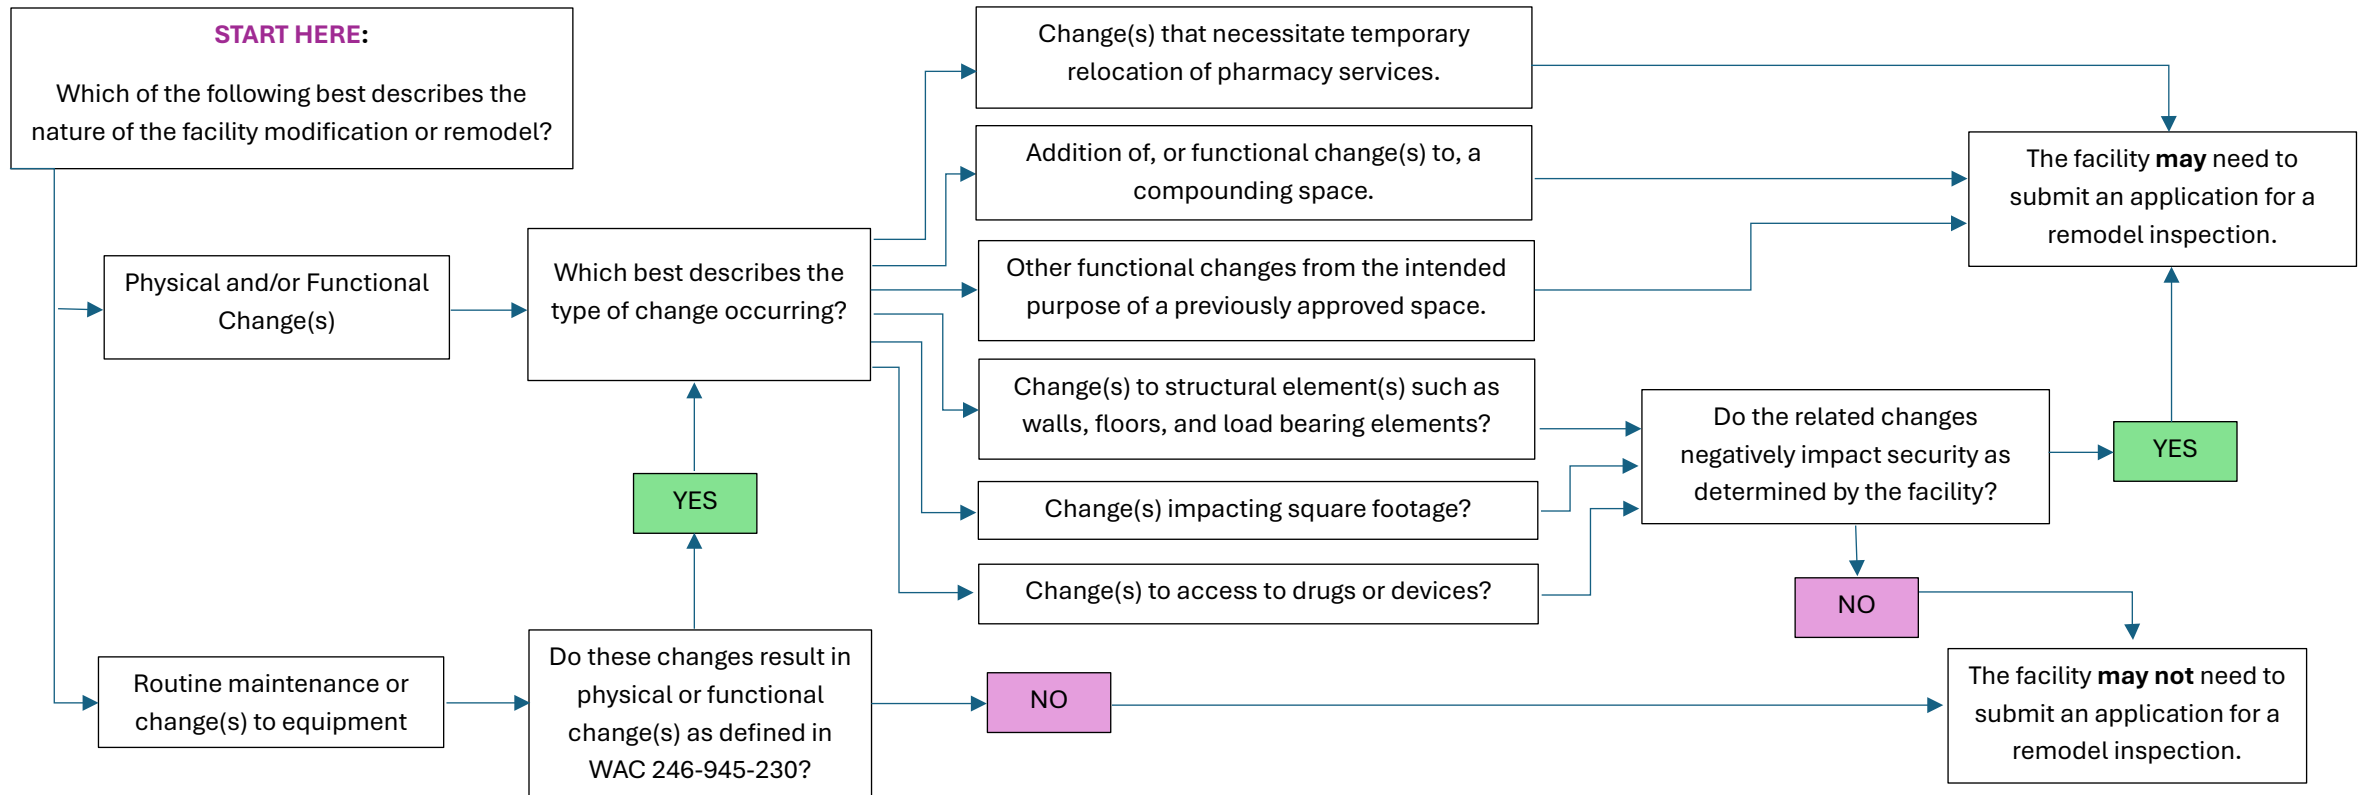 START HERE:
Which of the following best describes the
nature of the facility modification or remodel?
Physical and/or Functional
Change(s)
Routine maintenance or
change(s) to equipment
Which best describes the
type of change occurring?
YES
Do these changes result in
physical or functional
change(s) as defined in
WAC 246-945-230?
NO
Change(s) that necessitate temporary
relocation of pharmacy services.
Addition of, or functional change(s) to, a
compounding space.
Other functional changes from the intended
purpose of a previously approved space.
Change(s) to structural element(s) such as
walls, floors, and load bearing elements?
Change(s) impacting square footage?
Change(s) to access to drugs or devices?
Do the related changes
negatively impact security as
determined by the facility?
YES
NO
The facility may need to
submit an application for a
remodel inspection.
The facility may not need to
submit an application for a
remodel inspection.